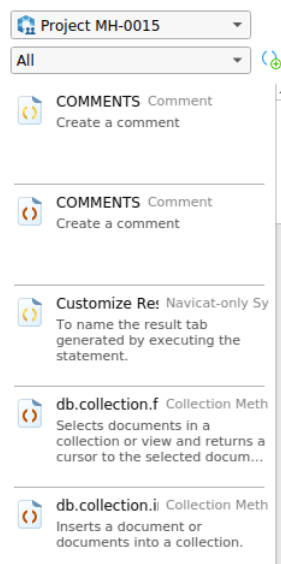 Project MH-0015
All
COMMENTS Comment
Create a comment
COMMENTS Comment
Create a comment
Customize Res Navicat-only Sy
To name the result tab
generated by executing the
statement.
db.collection.f Collection Meth
Selects documents in a
collection or view and returns a
cursor to the selected docum...
db.collection.i Collection Meth
Inserts a document or
documents into a collection.